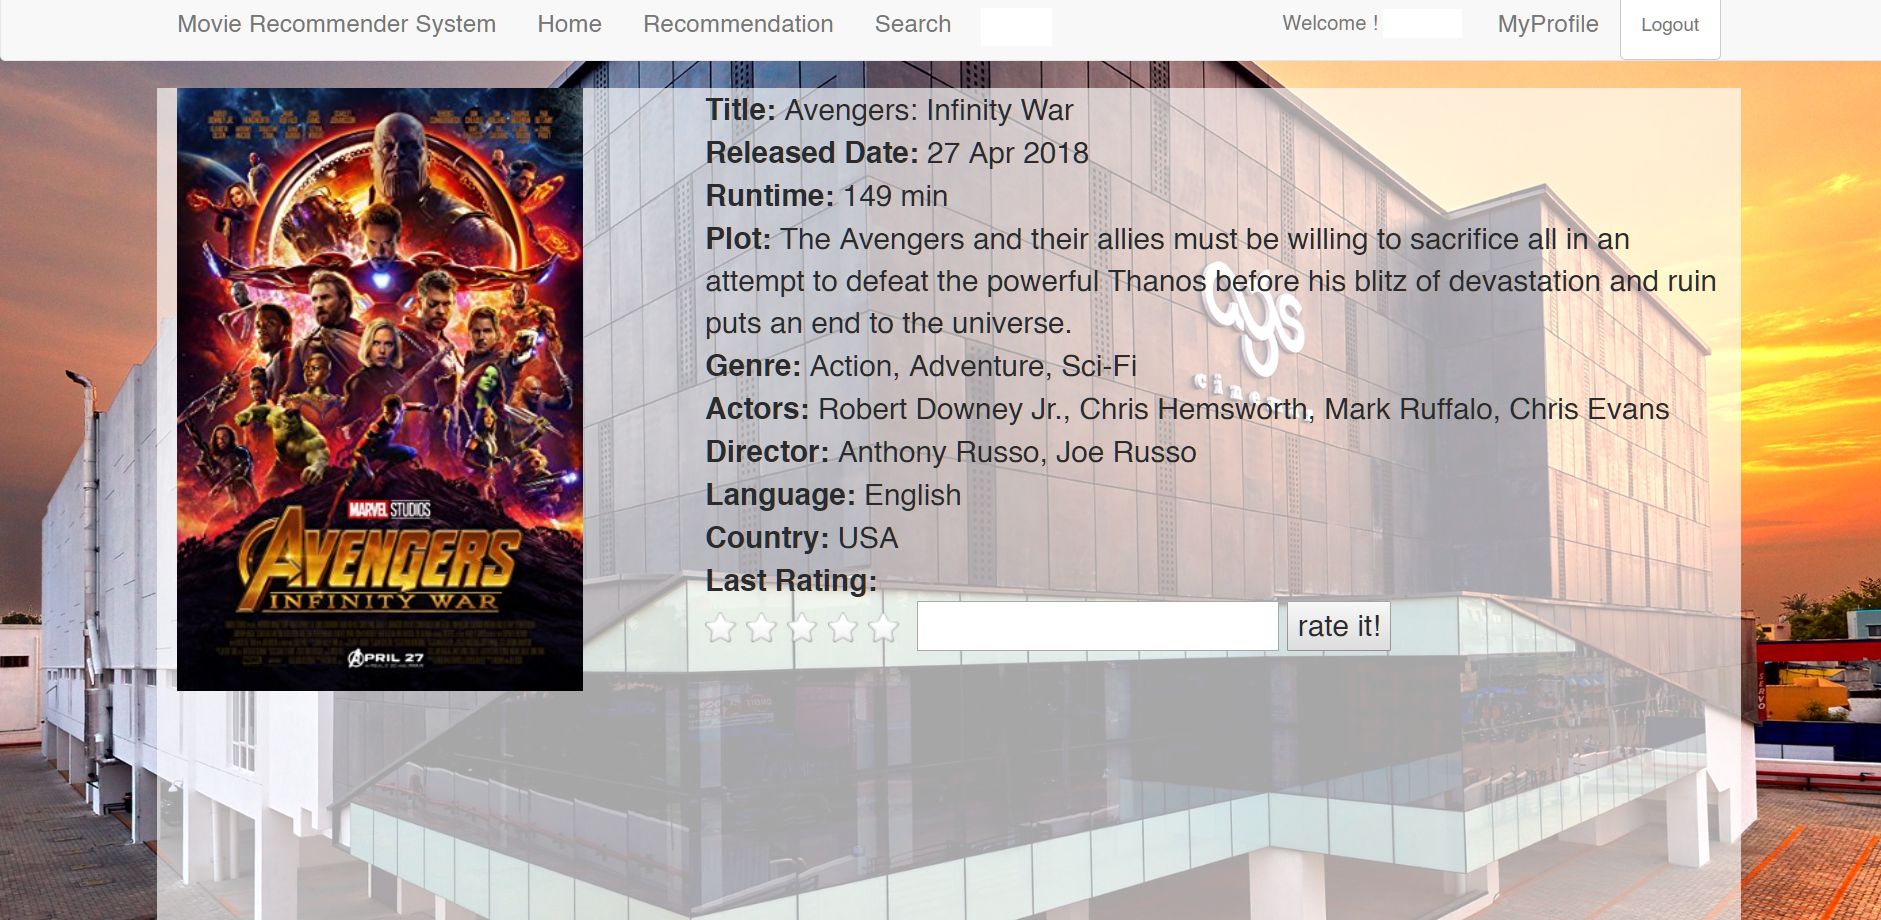 Movie Recommender System Home Recommendation Search Welcome ! MyProfile Logout
Title: Avengers: Infinity War
Released Date: 27 Apr 2018
Runtime: 149 min
Plot: The Avengers and their allies must be willing to sacrifice all in an
attempt to defeat the powerful Thanos before his blitz of devastation and ruin
puts an end to the universe.
Genre: Action, Adventure, Sci-Fi
Actors: Robert Downey Jr., Chris Hemsworth, Mark Ruffalo, Chris Evans
Director: Anthony Russo, Joe Russo
Language: English
Country: USA
Last Rating:
rate it!
MARVEL STUDIOS
AVENGERS
INFINITY WAR
APRIL 27
SERVO